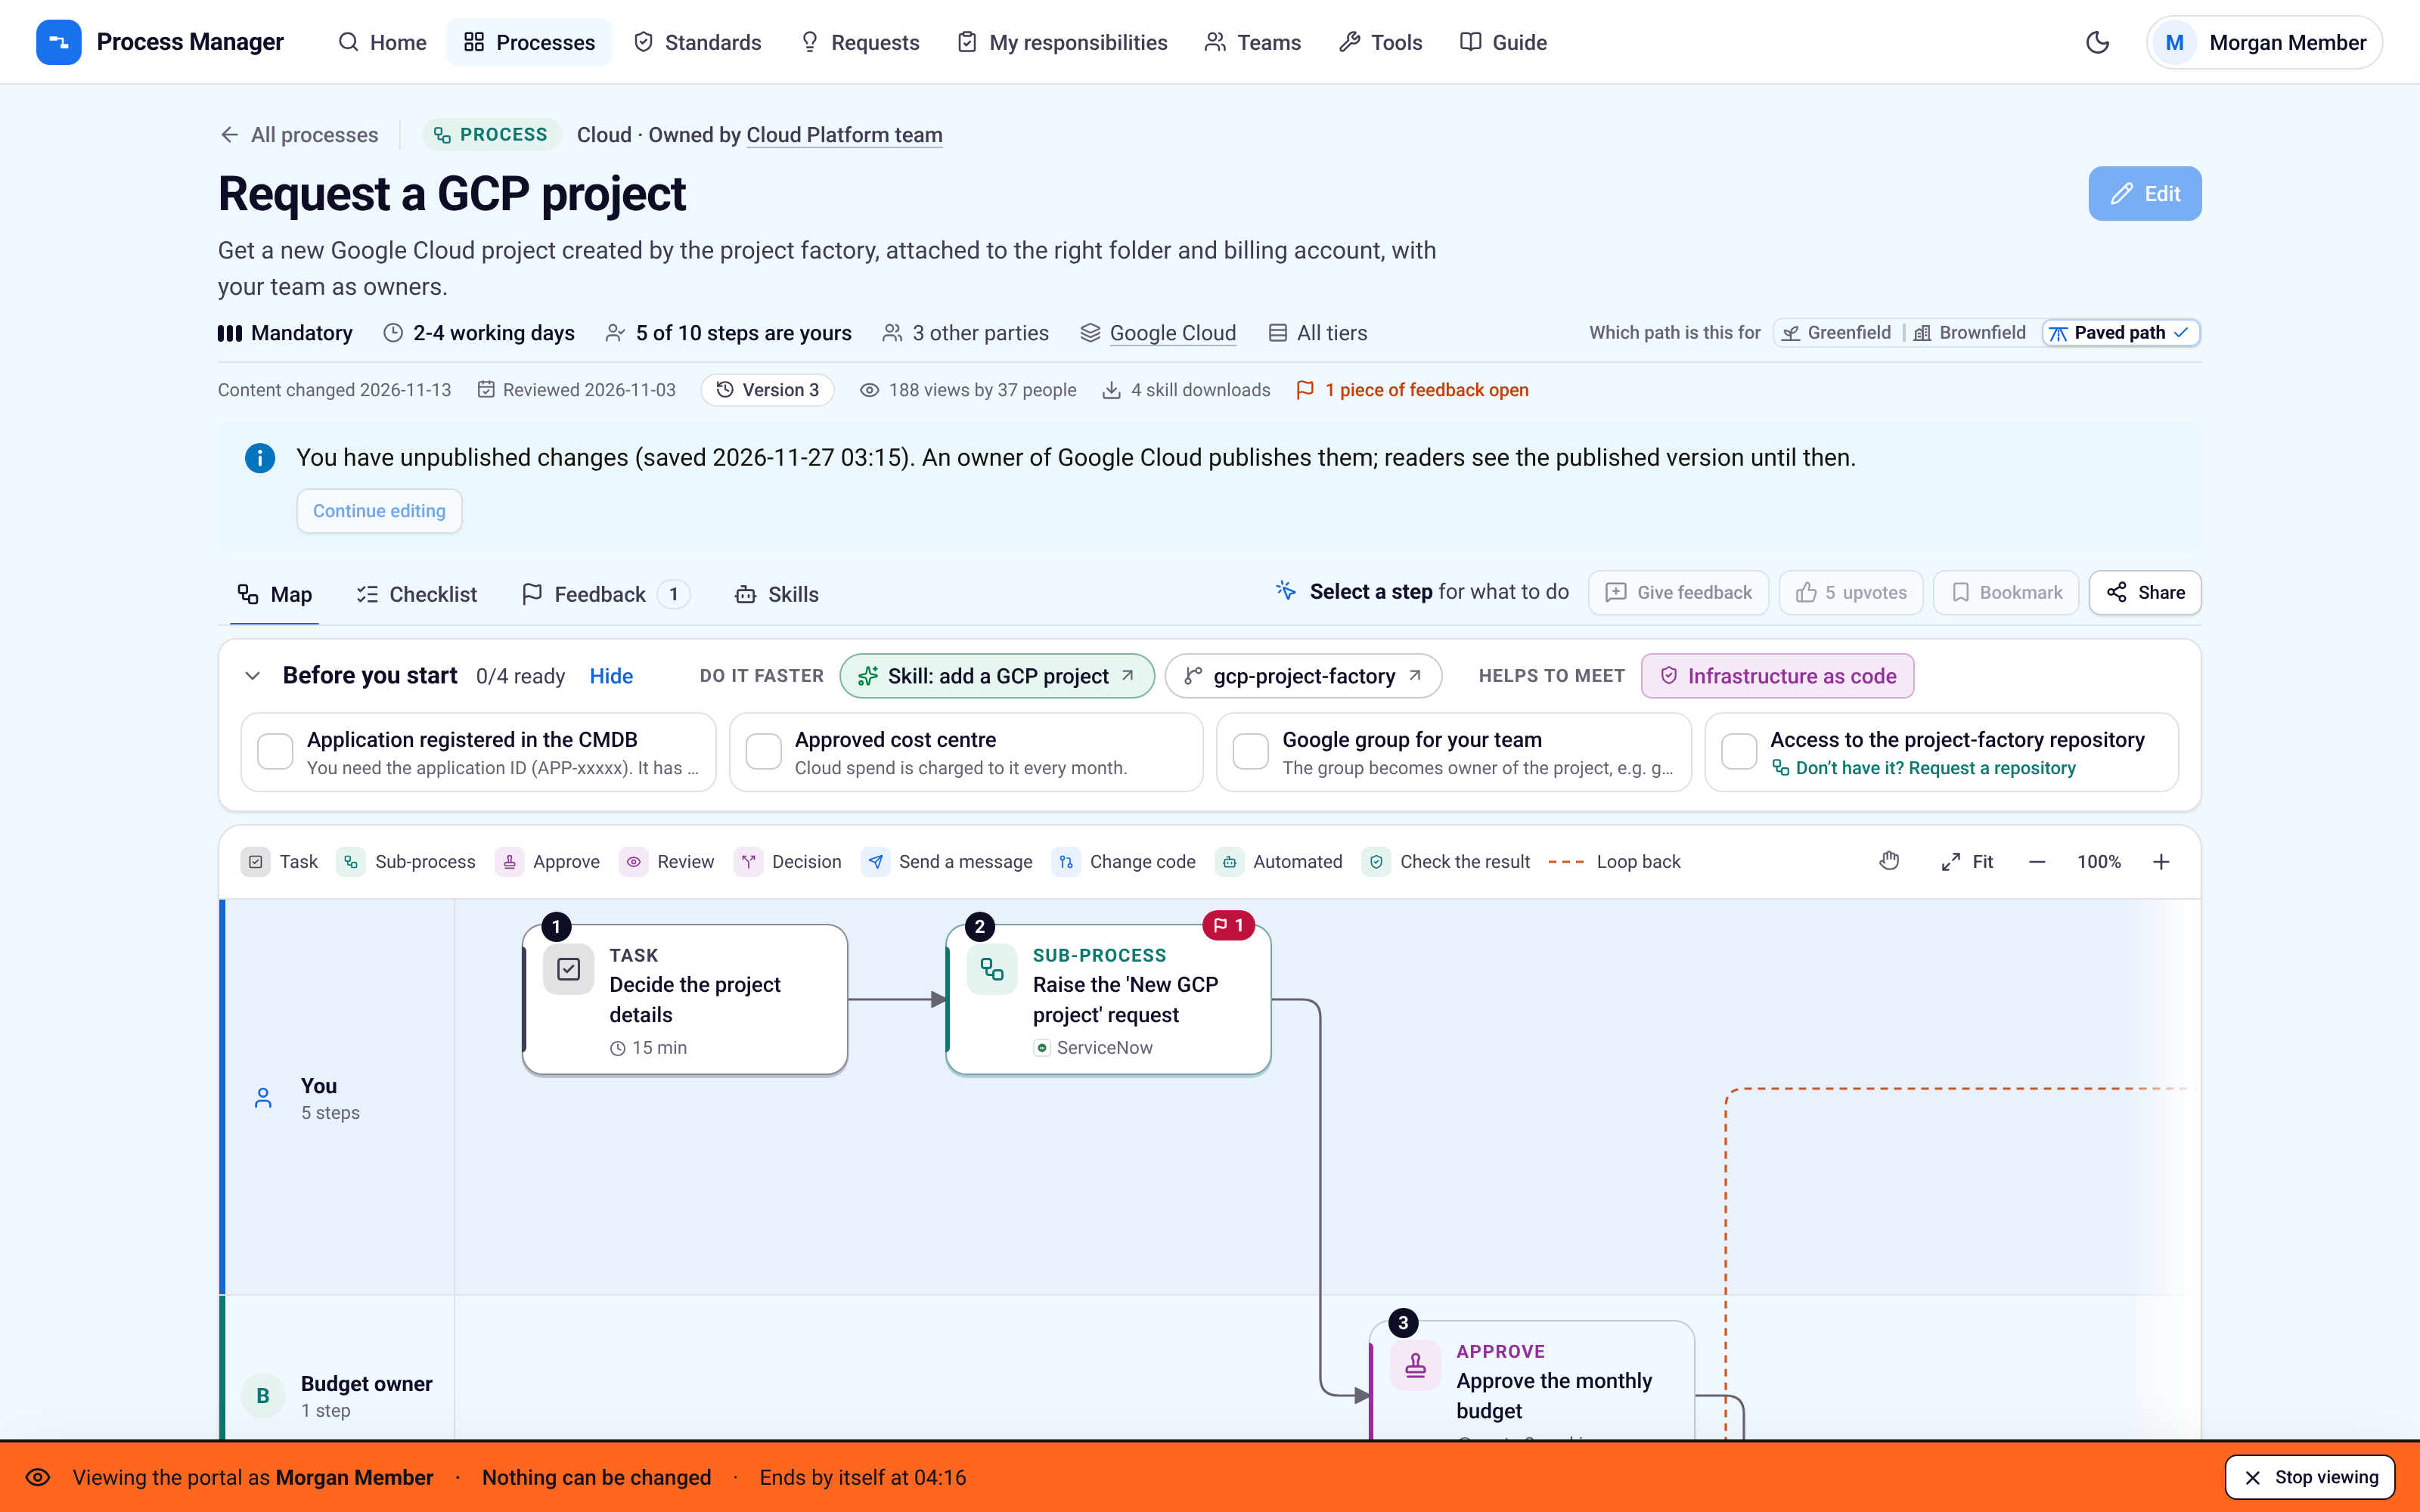 Process Manager
Home
Processes
Standards
Requests
My responsibilities
Teams
Tools
Guide
M
Morgan Member
All processes
PROCESS
Cloud · Owned by Cloud Platform team
Request a GCP project
Edit
Get a new Google Cloud project created by the project factory, attached to the right folder and billing account, with
your team as owners.
Mandatory
2-4 working days
5 of 10 steps are yours
3 other parties
Google Cloud
All tiers
Which path is this for
Greenfield
Brownfield
Paved path
Content changed 2026-11-13
Reviewed 2026-11-03
Version 3
188 views by 37 people
4 skill downloads
1 piece of feedback open
You have unpublished changes (saved 2026-11-27 03:15). An owner of Google Cloud publishes them; readers see the published version until then.
Continue editing
Map
Checklist
Feedback 1
Skills
Select a step for what to do
Give feedback
5 upvotes
Bookmark
Share
Before you start
0/4 ready
Hide
DO IT FASTER
Skill: add a GCP project
gcp-project-factory
HELPS TO MEET
Infrastructure as code
Application registered in the CMDB
You need the application ID (APP-xxxxx). It has …
Approved cost centre
Cloud spend is charged to it every month.
Google group for your team
The group becomes owner of the project, e.g. g…
Access to the project-factory repository
Don't have it? Request a repository
Task
Sub-process
Approve
Review
Decision
Send a message
Change code
Automated
Check the result
Loop back
Fit
100%
You
5 steps
1
TASK
Decide the project
details
15 min
2
1
SUB-PROCESS
Raise the 'New GCP
project' request
ServiceNow
B
Budget owner
1 step
3
APPROVE
Approve the monthly
budget
Viewing the portal as Morgan Member · Nothing can be changed · Ends by itself at 04:16
Stop viewing